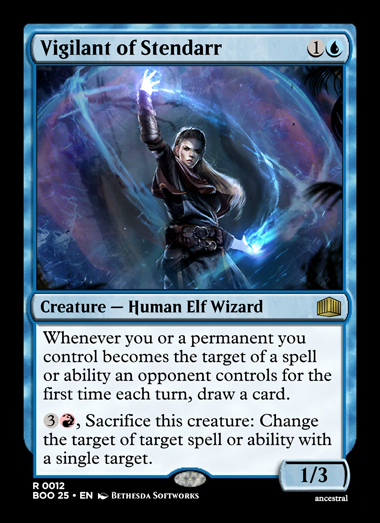 Vigilant of Stendarr 1
Creature — Human Elf Wizard
Whenever you or a permanent you
control becomes the target of a spell
or ability an opponent controls for the
first time each turn, draw a card.
3, Sacrifice this creature: Change
the target of target spell or ability with
a single target.
1/3
R 0012
BOO 25 • EN Bethesda Softworks
ancestral